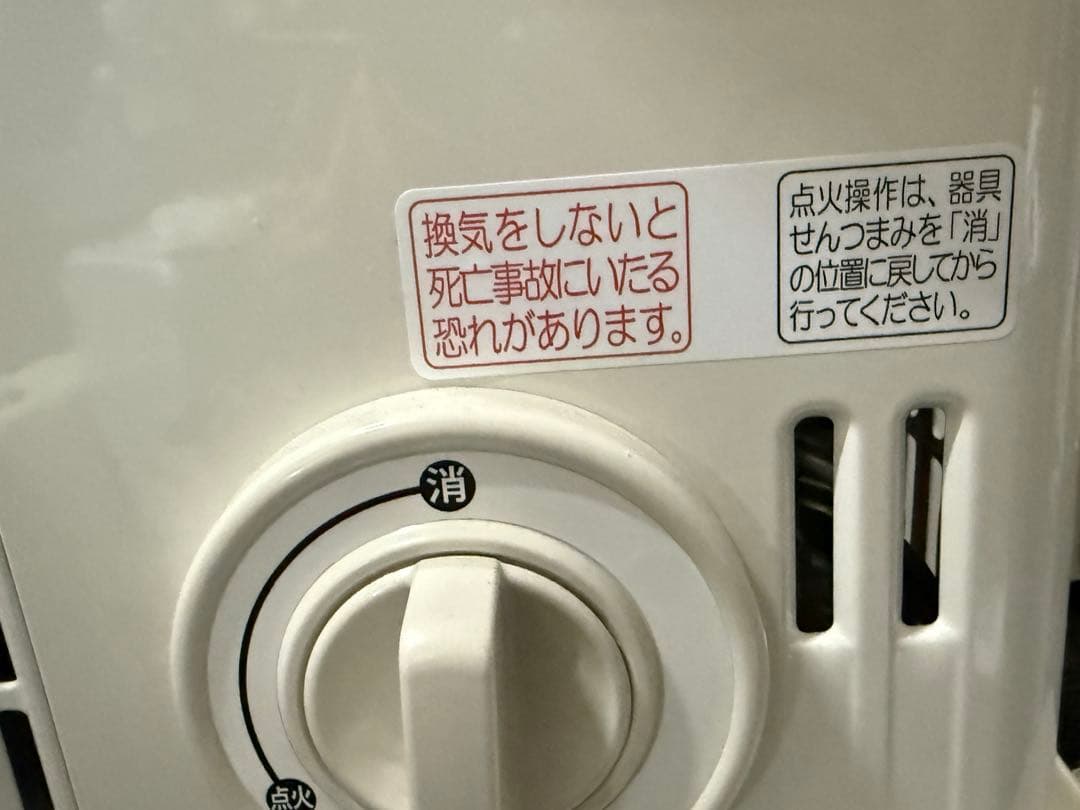 換気をしないと
死亡事故にいたる
恐れがあります。
点火操作は、器具
せんつまみを「消」
の位置に戻してから
行ってください。
消
点火